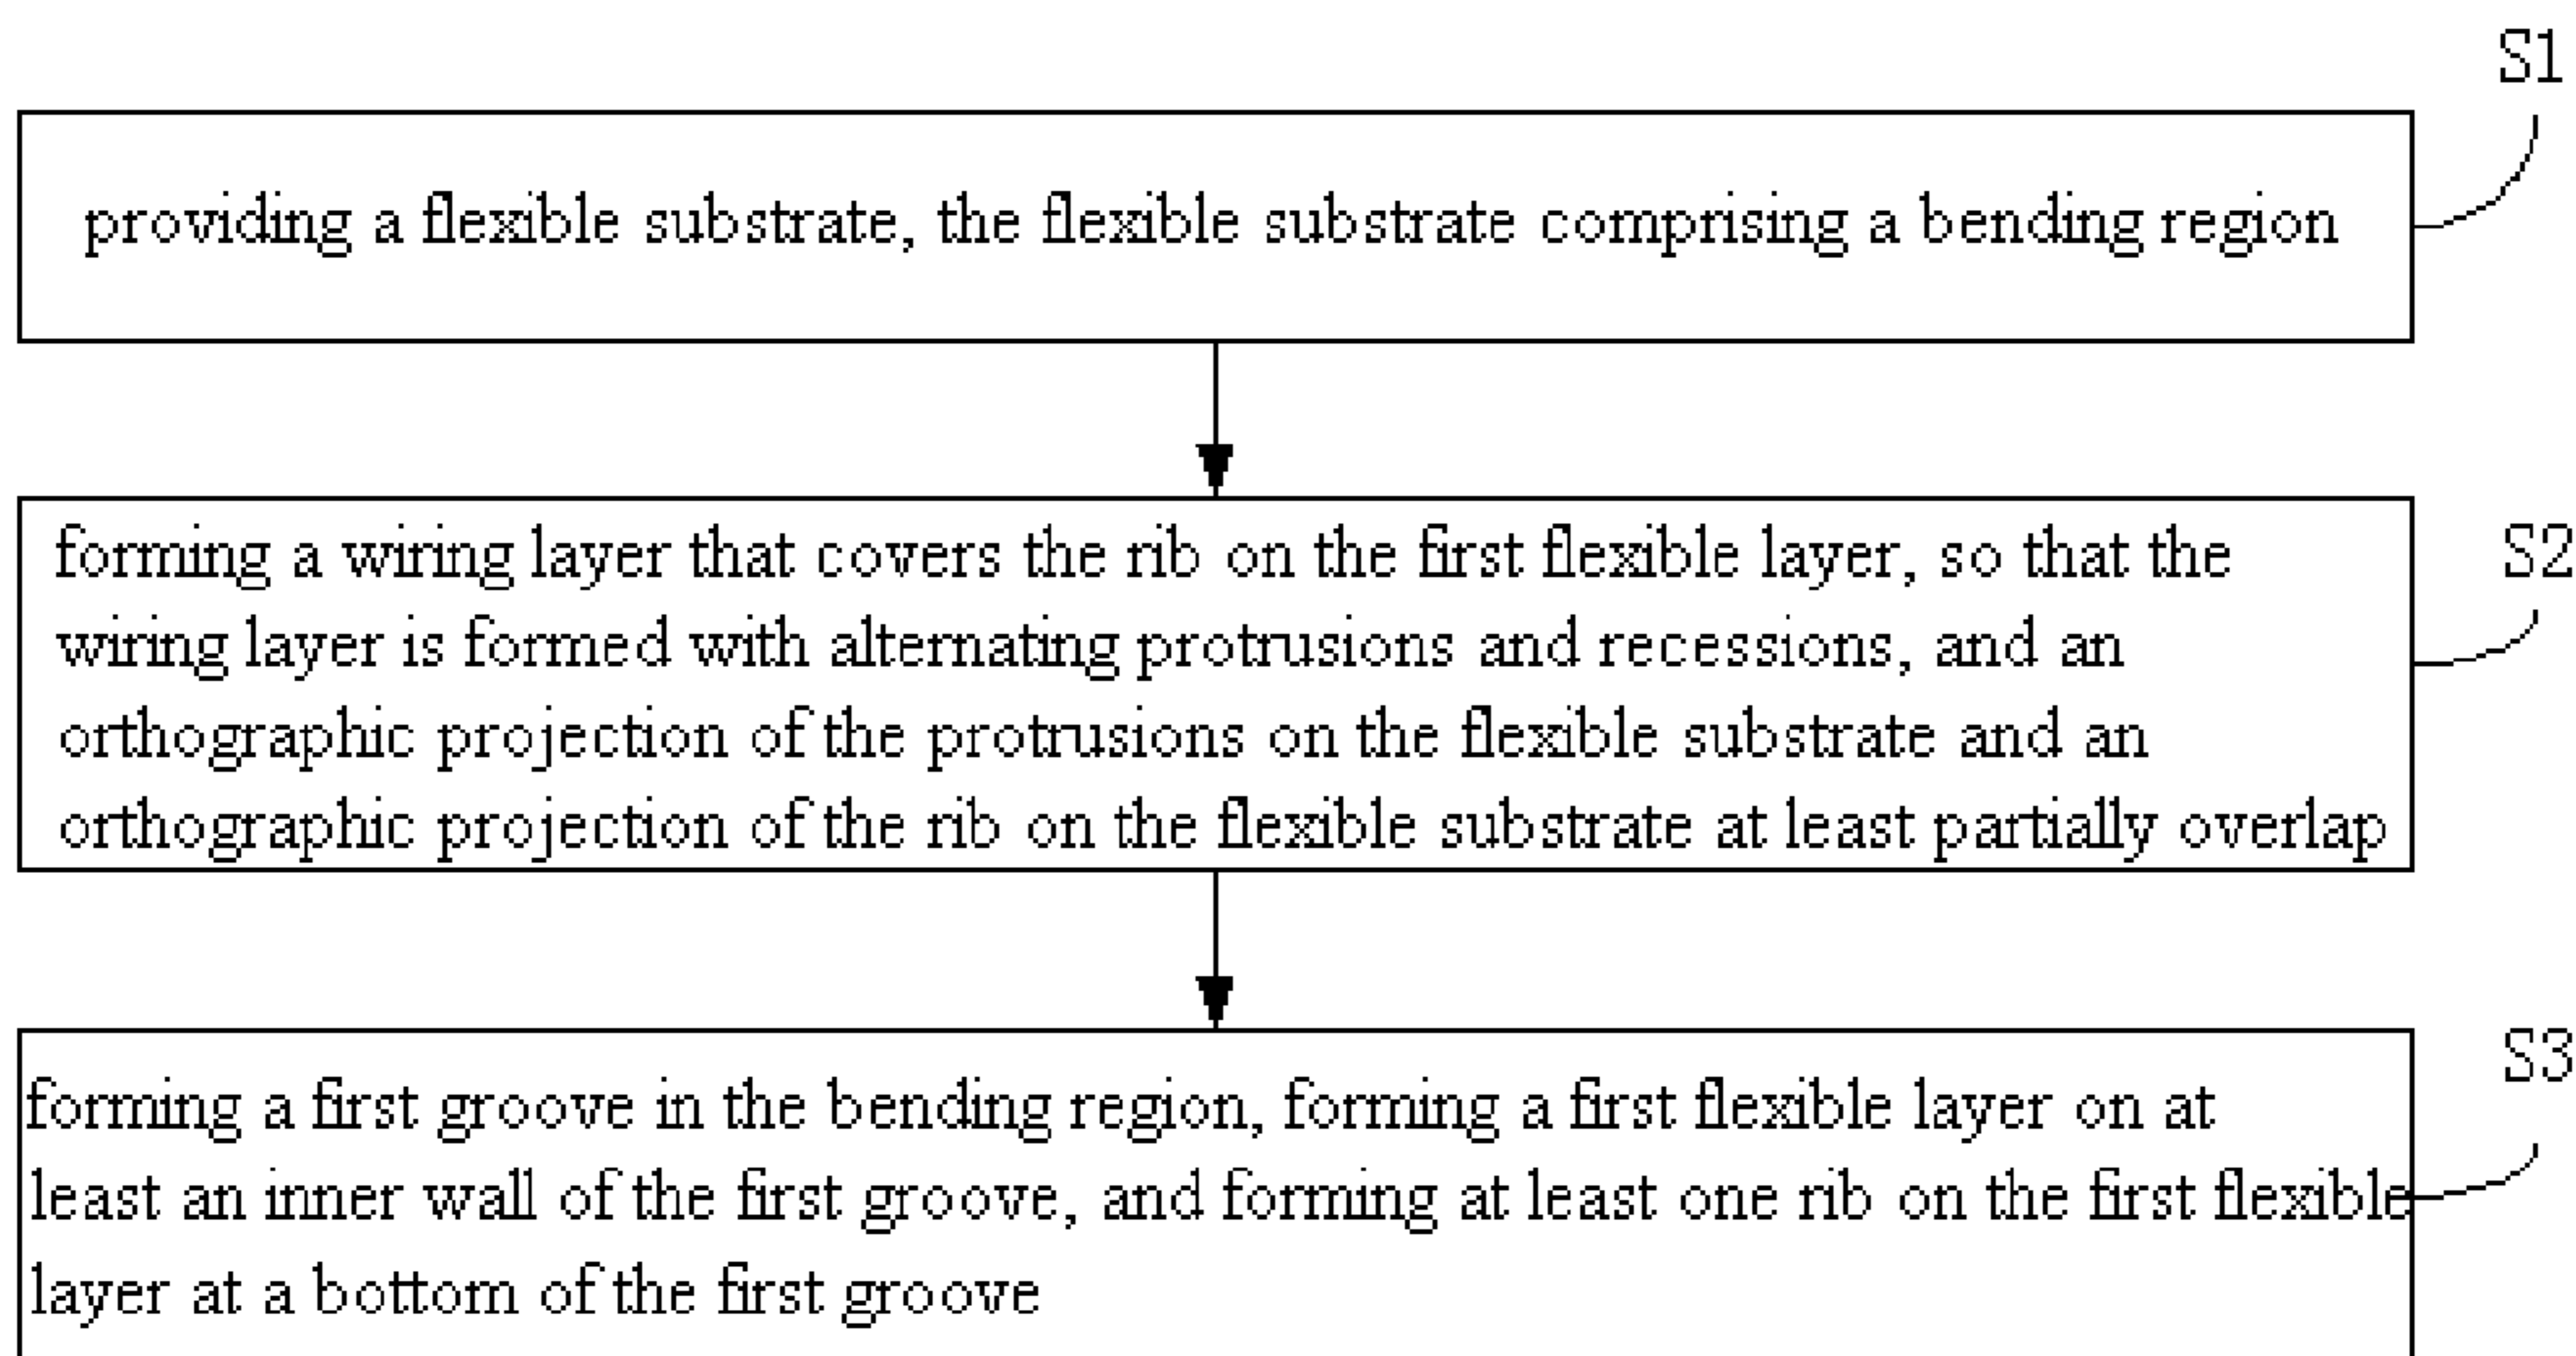 S1
providing a flexible substrate, the flexible substrate comprising a bending region
S2
forming a wiring layer that covers the rib on the first flexible layer, so that the
wiring layer is formed with alternating protrusions and recessions, and an
orthographic projection of the protrusions on the flexible substrate and an
orthographic projection of the rib on the flexible substrate at least partially overlap
S3
forming a first groove in the bending region, forming a first flexible layer on at
least an inner wall of the first groove, and forming at least one rib on the first flexible
layer at a bottom of the first groove